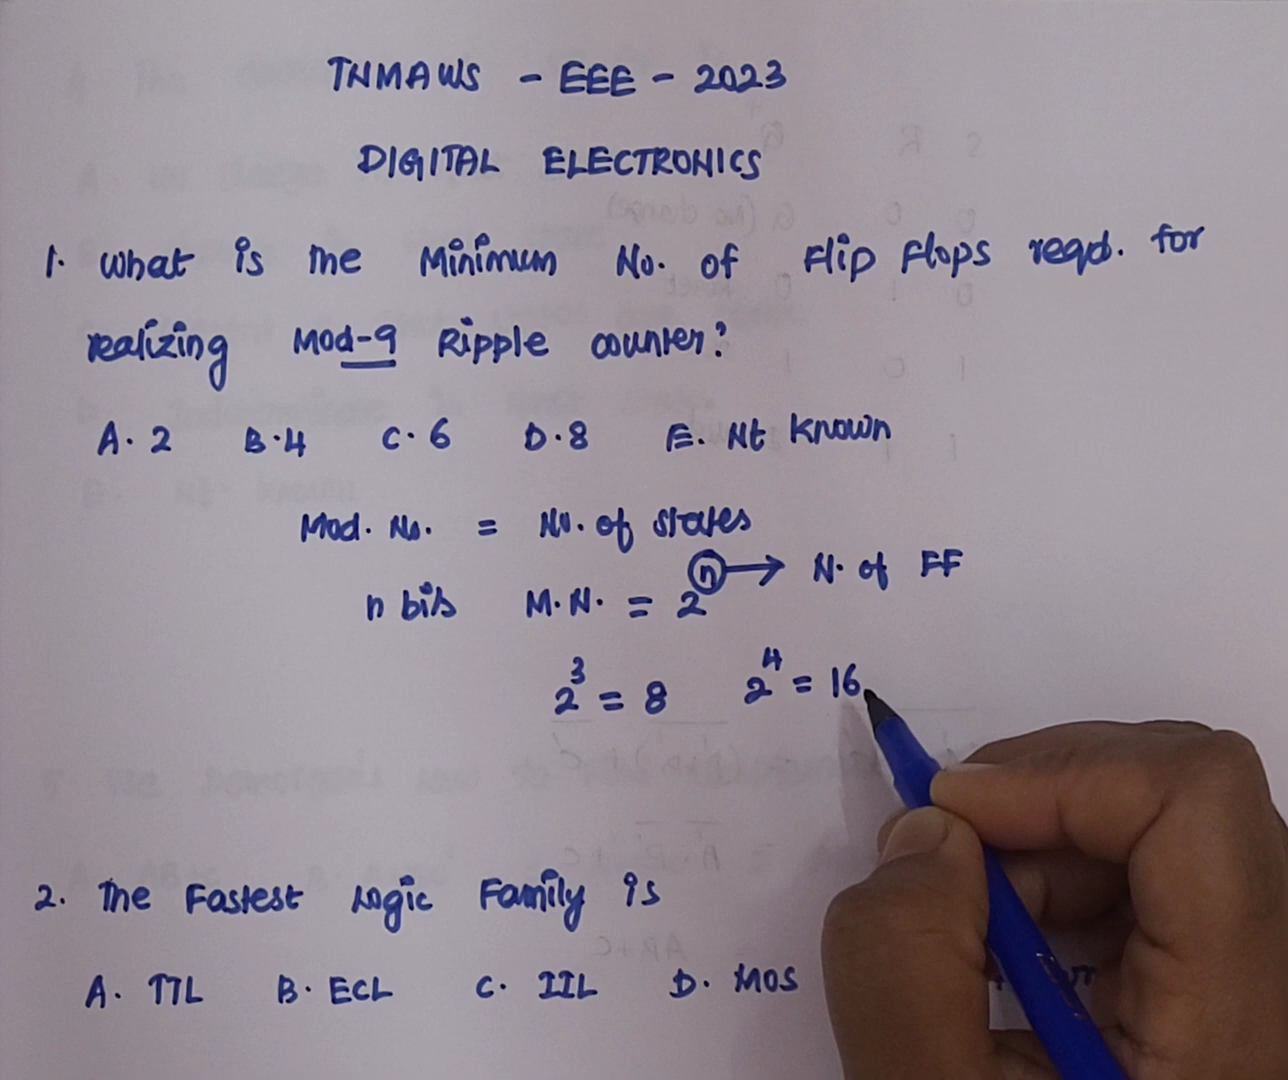 TNMAWS - EEE - 2023
DIGITAL ELECTRONICS
1. What is the Minimum No. of Flip Flops reqd. for
realizing Mod-9 Ripple counter?
A. 2 B. 4 C. 6 D. 8 E. Nt Known
Mod. No. = No. of states
n bits M.N. = 2^n → N. of FF
2^3 = 8 2^4 = 16
2. The Fastest Logic Family is
A. TTL B. ECL C. IIL D. MOS